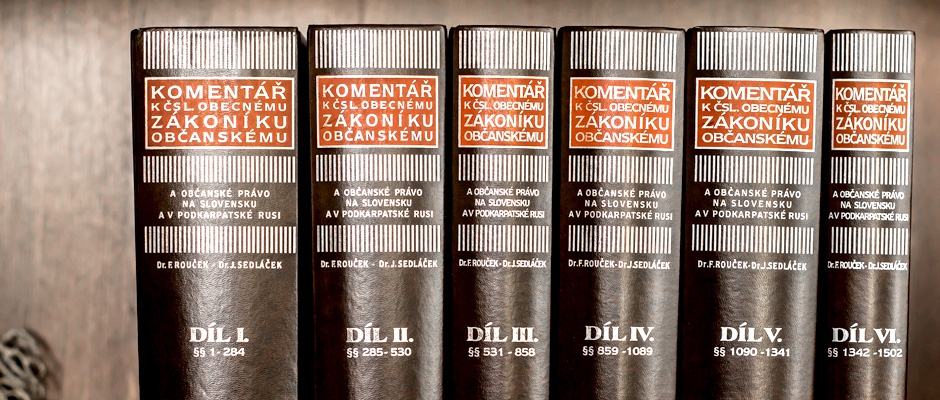 KOMENTÁŘ
K ČSL. OBECNÉMU
ZÁKONÍKU
OBČANSKÉMU
A OBČANSKÉ PRÁVO
NA SLOVENSKU
A V PODKARPATSKÉ RUSI
Dr. F. ROUČEK - Dr. J. SEDLÁČEK
DÍL I.
§§ 1 - 284
KOMENTÁŘ
K ČSL. OBECNÉMU
ZÁKONÍKU
OBČANSKÉMU
A OBČANSKÉ PRÁVO
NA SLOVENSKU
A V PODKARPATSKÉ RUSI
Dr. F. ROUČEK - Dr. J. SEDLÁČEK
DÍL II.
§§ 285 - 530
KOMENTÁŘ
K ČSL. OBECNÉMU
ZÁKONÍKU
OBČANSKÉMU
A OBČANSKÉ PRÁVO
NA SLOVENSKU
A V PODKARPATSKÉ RUSI
Dr. F. ROUČEK - Dr. J. SEDLÁČEK
DÍL III.
§§ 531 - 858
KOMENTÁŘ
K ČSL. OBECNÉMU
ZÁKONÍKU
OBČANSKÉMU
A OBČANSKÉ PRÁVO
NA SLOVENSKU
A V PODKARPATSKÉ RUSI
Dr. F. ROUČEK - Dr. J. SEDLÁČEK
DÍL IV.
§§ 859 - 1089
KOMENTÁŘ
K ČSL. OBECNÉMU
ZÁKONÍKU
OBČANSKÉMU
A OBČANSKÉ PRÁVO
NA SLOVENSKU
A V PODKARPATSKÉ RUSI
Dr. F. ROUČEK - Dr. J. SEDLÁČEK
DÍL V.
§§ 1090 - 1341
KOMENTÁŘ
K ČSL. OBECNÉMU
ZÁKONÍKU
OBČANSKÉMU
A OBČANSKÉ PRÁVO
NA SLOVENSKU
A V PODKARPATSKÉ RUSI
Dr. F. ROUČEK - Dr. J. SEDLÁČEK
DÍL VI.
§§ 1342 - 1502